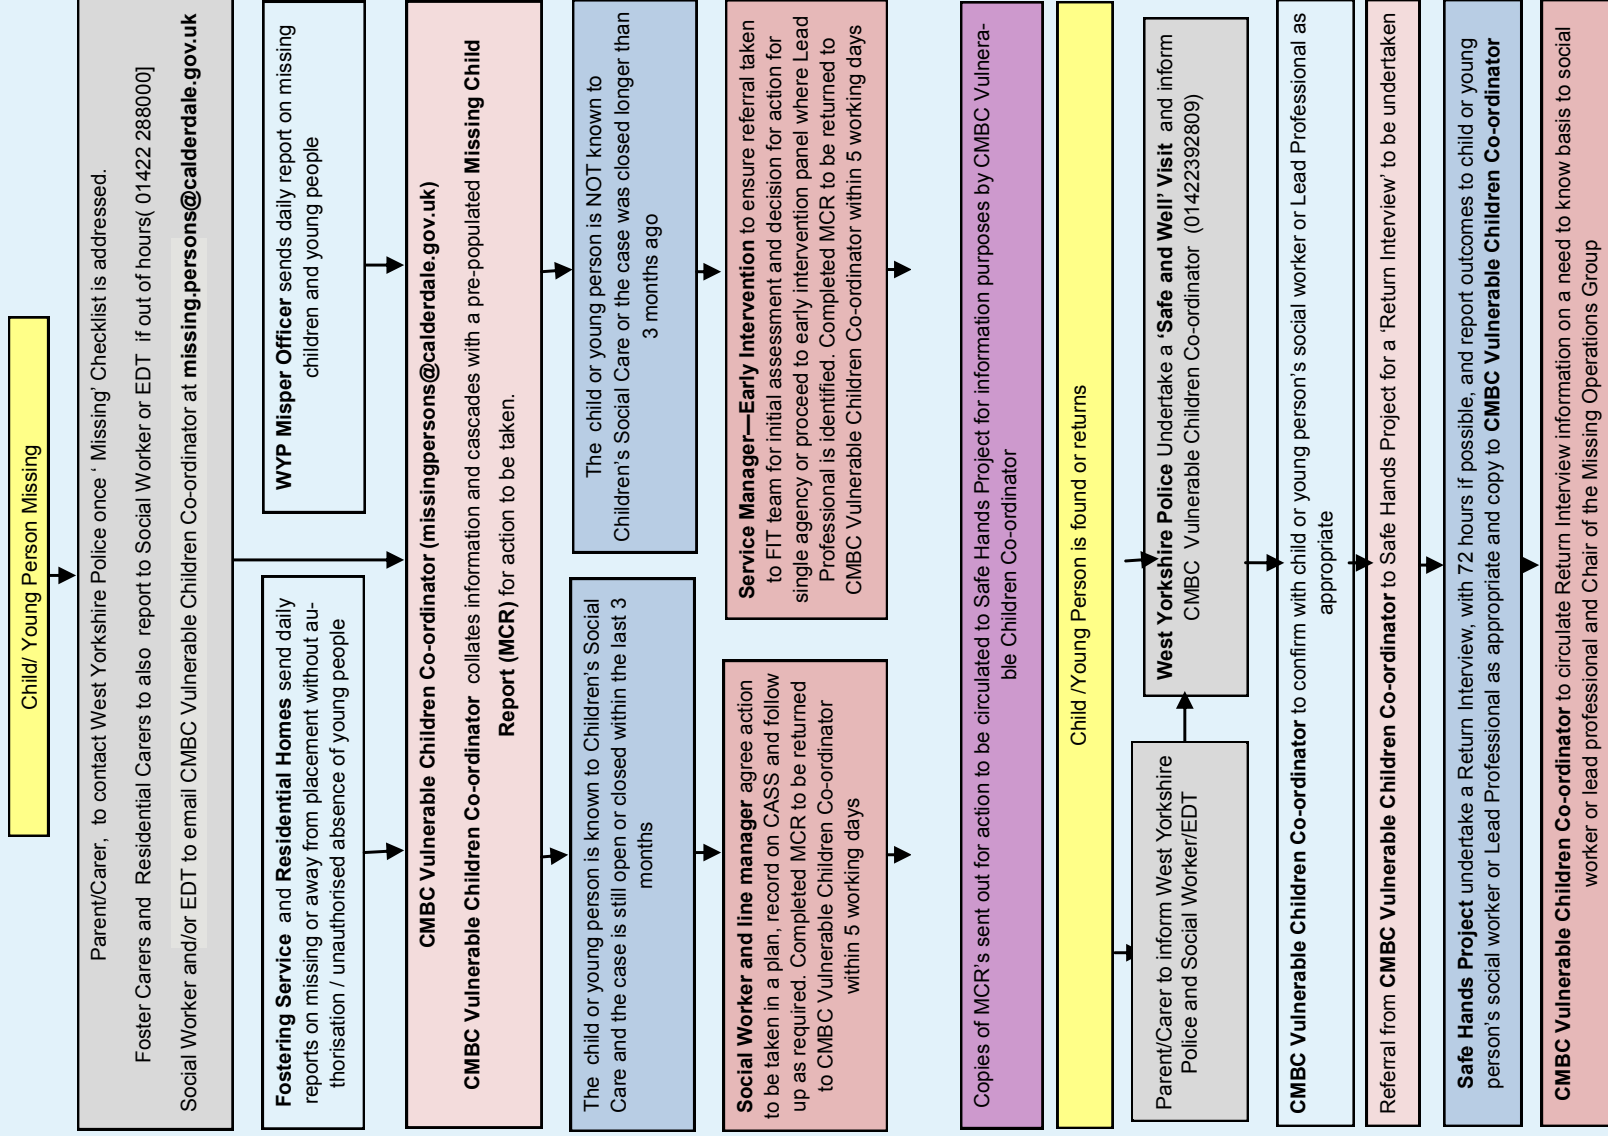 Child/ Young Person Missing
Parent/Carer, to contact West Yorkshire Police once ‘ Missing’ Checklist is addressed.
Foster Carers and Residential Carers to also report to Social Worker or EDT if out of hours( 01422 288000]
Social Worker and/or EDT to email CMBC Vulnerable Children Co-ordinator at missing.persons@calderdale.gov.uk
Fostering Service and Residential Homes send daily
reports on missing or away from placement without au-
thorisation / unauthorised absence of young people
WYP Misper Officer sends daily report on missing
children and young people
CMBC Vulnerable Children Co-ordinator (missingpersons@calderdale.gov.uk)
CMBC Vulnerable Children Co-ordinator collates information and cascades with a pre-populated Missing Child
Report (MCR) for action to be taken.
The child or young person is known to Children’s Social
Care and the case is still open or closed within the last 3
months
The child or young person is NOT known to
Children’s Social Care or the case was closed longer than
3 months ago
Social Worker and line manager agree action
to be taken in a plan, record on CASS and follow
up as required. Completed MCR to be returned
to CMBC Vulnerable Children Co-ordinator
within 5 working days
Service Manager—Early Intervention to ensure referral taken
to FIT team for initial assessment and decision for action for
single agency or proceed to early intervention panel where Lead
Professional is identified. Completed MCR to be returned to
CMBC Vulnerable Children Co-ordinator within 5 working days
Copies of MCR’s sent out for action to be circulated to Safe Hands Project for information purposes by CMBC Vulnera-
ble Children Co-ordinator
Child /Young Person is found or returns
Parent/Carer to inform West Yorkshire
Police and Social Worker/EDT
West Yorkshire Police Undertake a ‘Safe and Well’ Visit and inform
CMBC Vulnerable Children Co-ordinator (01422392809)
CMBC Vulnerable Children Co-ordinator to confirm with child or young person’s social worker or Lead Professional as
appropriate
Referral from CMBC Vulnerable Children Co-ordinator to Safe Hands Project for a ‘Return Interview’ to be undertaken
Safe Hands Project undertake a Return Interview, with 72 hours if possible, and report outcomes to child or young
person’s social worker or Lead Professional as appropriate and copy to CMBC Vulnerable Children Co-ordinator
CMBC Vulnerable Children Co-ordinator to circulate Return Interview information on a need to know basis to social
worker or lead professional and Chair of the Missing Operations Group